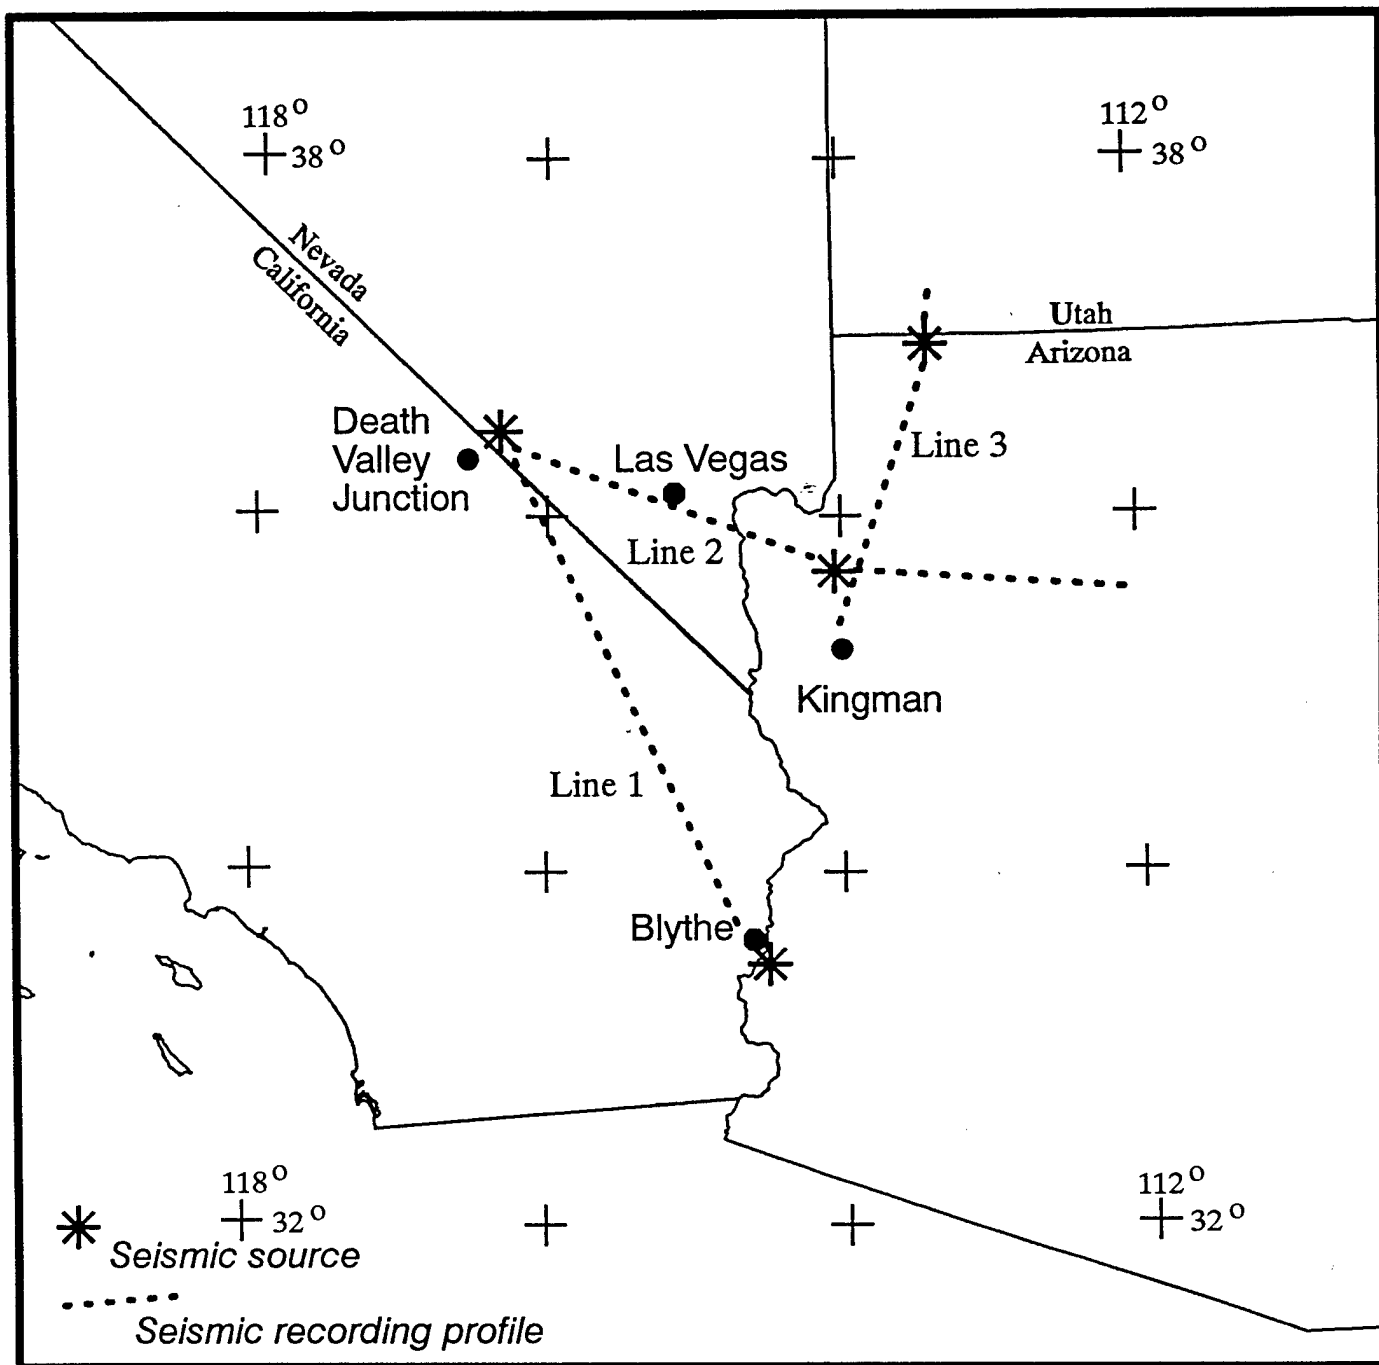 118°
38°
112°
38°
Nevada
California
Utah
Arizona
Death
Valley
Junction
Las Vegas
Line 3
Line 2
Kingman
Line 1
Blythe
118°
32°
112°
32°
Seismic source
Seismic recording profile